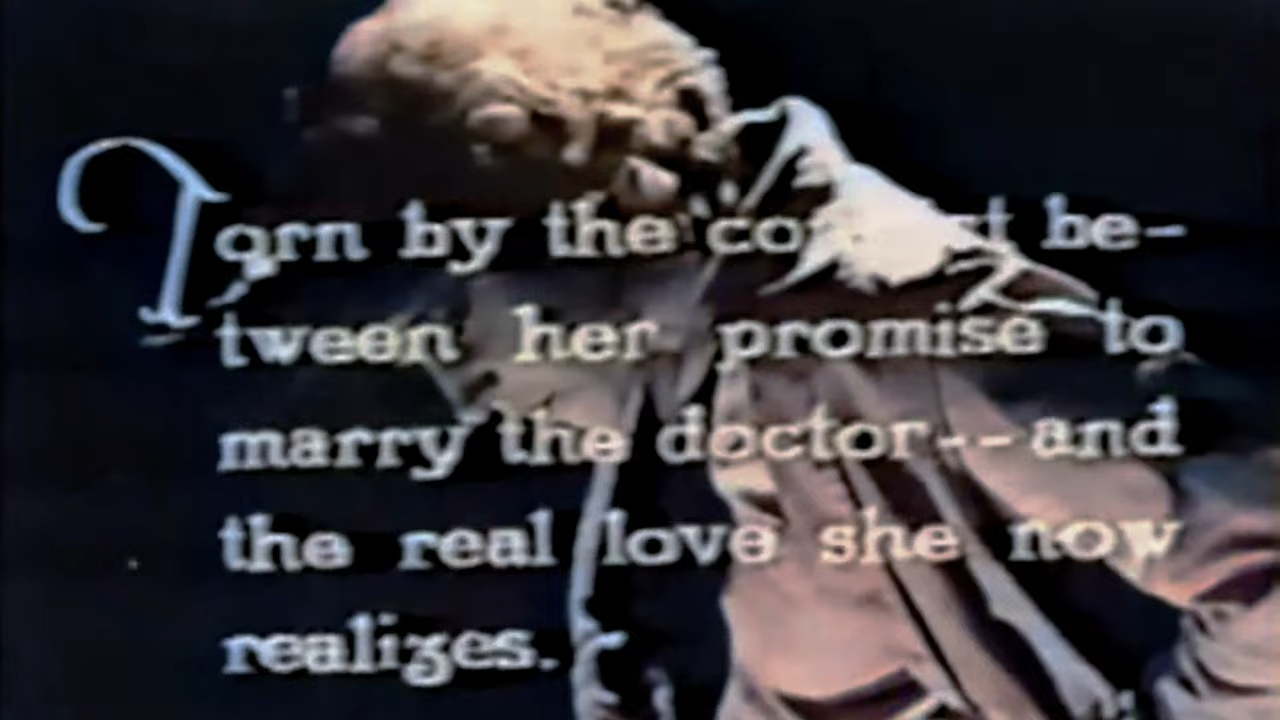 Torn by the be-
tween her promise to
marry the doctor--and
the real love she now
realizes.